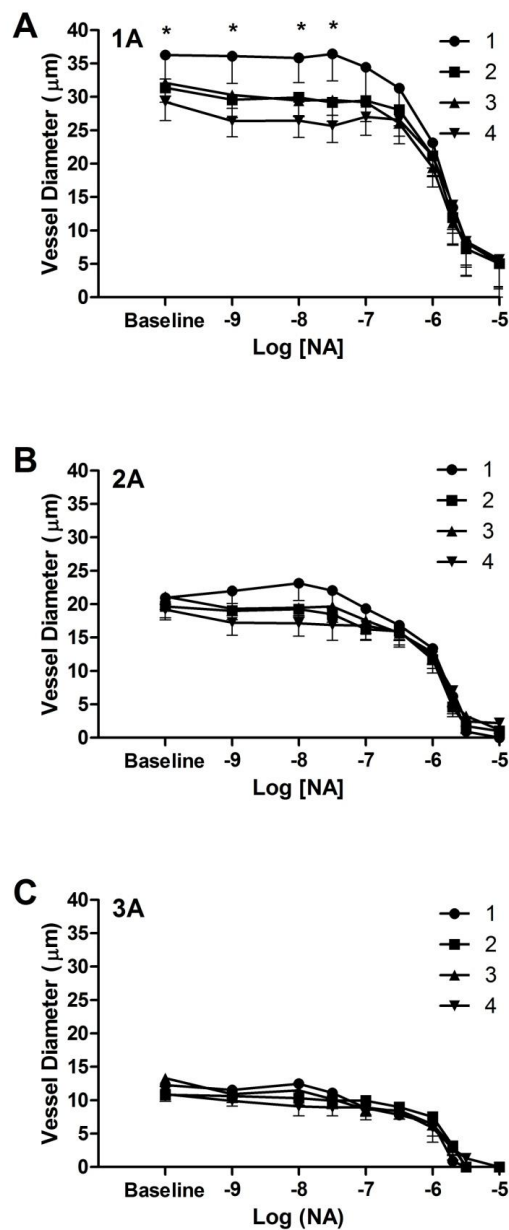 A
1A
* * * *
1
2
3
4
40
35
30
25
20
15
10
5
0
Vessel Diameter ( μm)
Baseline -9 -8 -7 -6 -5
Log [NA]
B
2A
1
2
3
4
40
35
30
25
20
15
10
5
0
Vessel Diameter ( μm)
Baseline -9 -8 -7 -6 -5
Log [NA]
C
3A
1
2
3
4
40
35
30
25
20
15
10
5
0
Vessel Diameter ( μm)
Baseline -9 -8 -7 -6 -5
Log (NA)